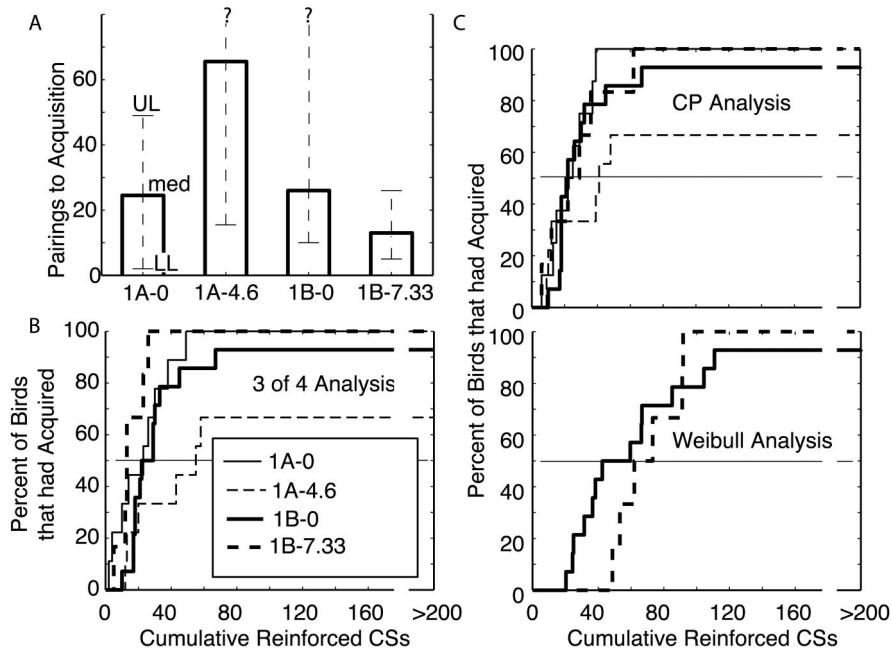 A
Pairings to Acquisition
60
40
20
0
? ?
UL
med
LL
1A-0 1A-4.6 1B-0 1B-7.33
B
Percent of Birds
that had Acquired
100
80
60
40
20
0
3 of 4 Analysis
1A-0
1A-4.6
1B-0
1B-7.33
0 40 80 120 160 >200
Cumulative Reinforced CSs
C
Percent of Birds that had Acquired
100
80
60
40
20
0
CP Analysis
100
80
60
40
20
0
Weibull Analysis
0 40 80 120 160 >200
Cumulative Reinforced CSs